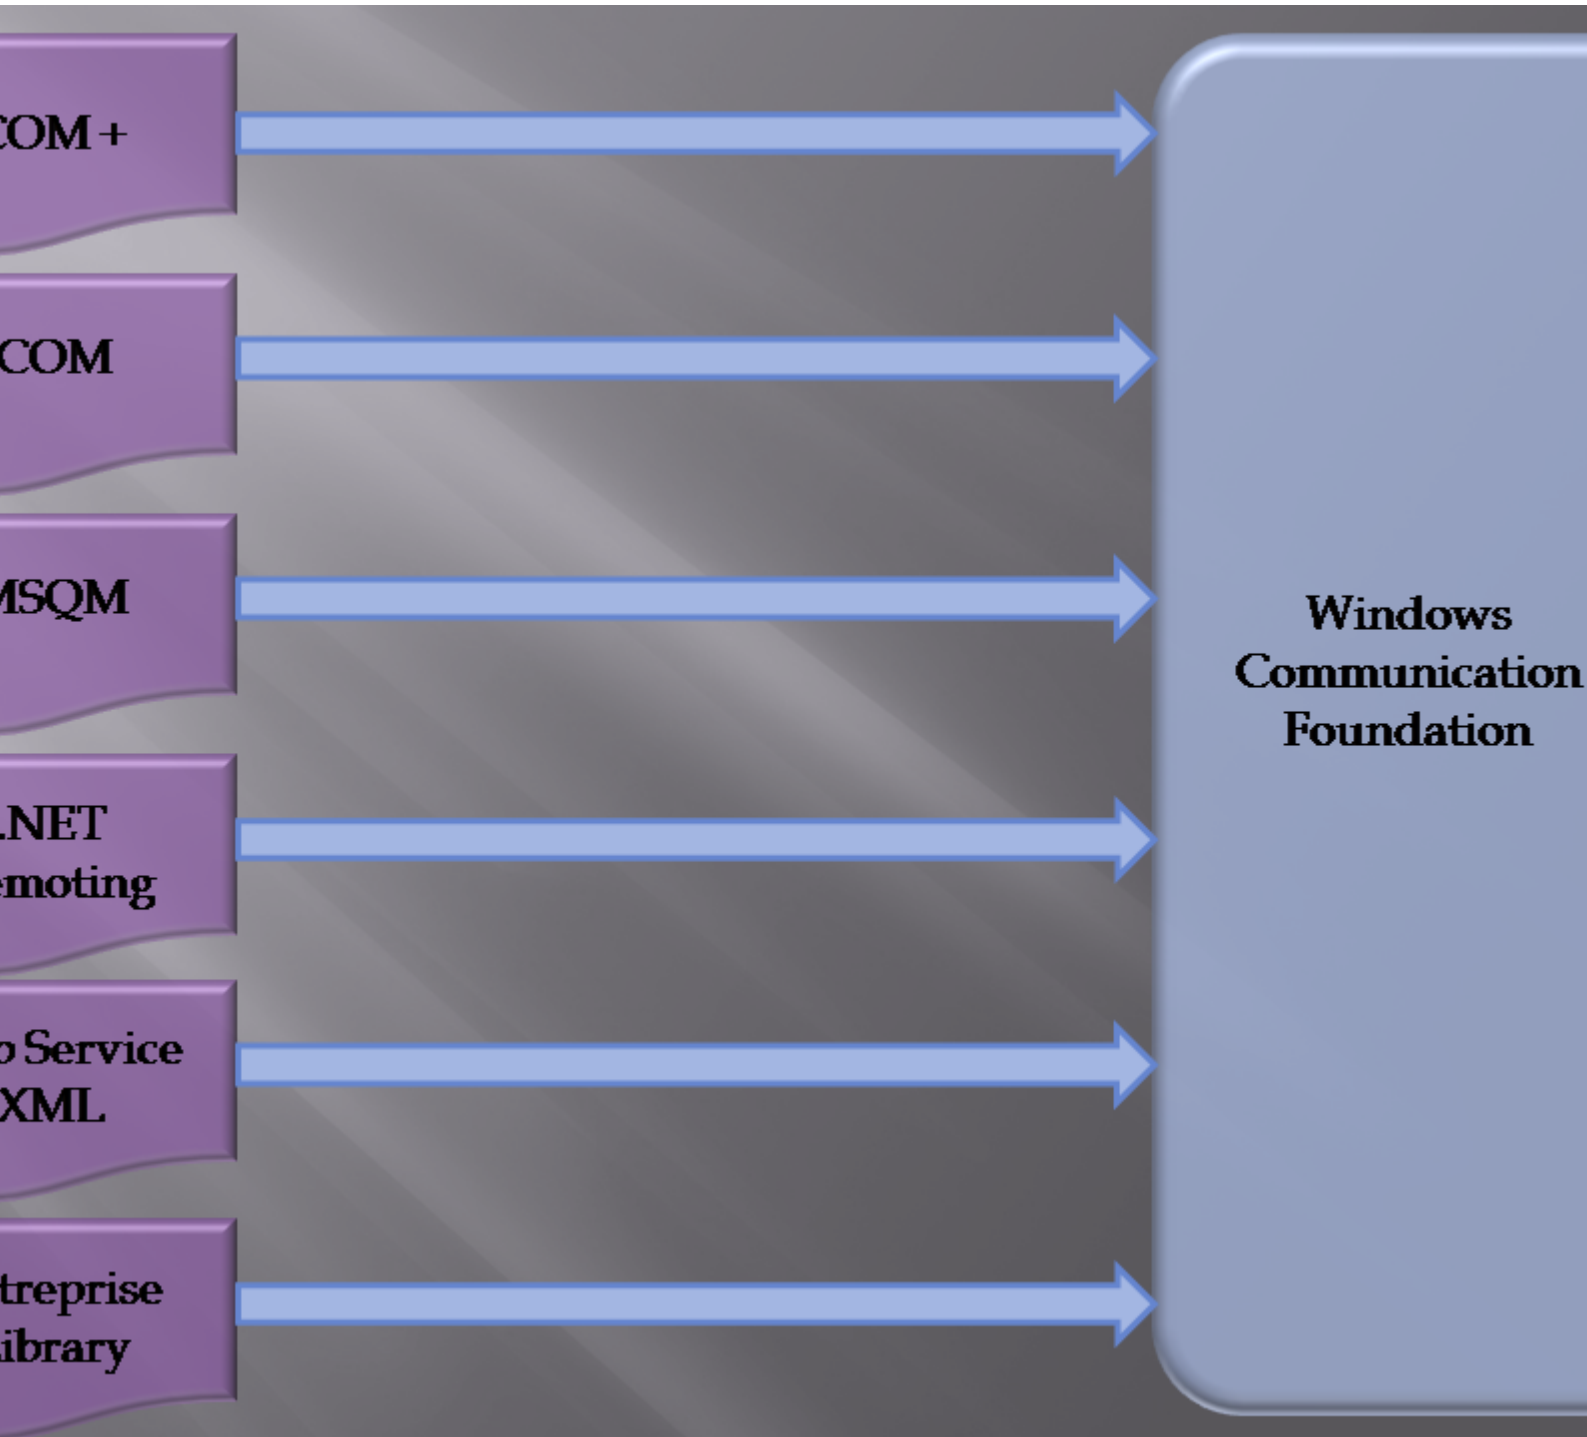 COM +
COM
MSQM
.NET
emoting
Service
XML
treprise
ibrary
Windows
Communication
Foundation